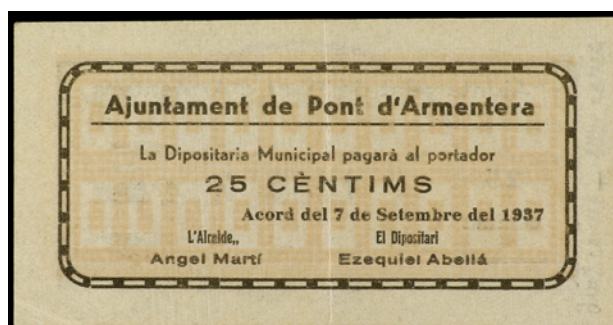 Ajuntament de Pont d'Armentera
La Dipositaria Municipal pagarà al portador
25 CÈNTIMS
Acord del 7 de Setembre del 1937
L'Alcalde,, El Dipositari
Angel Martí Ezequiel Abellá